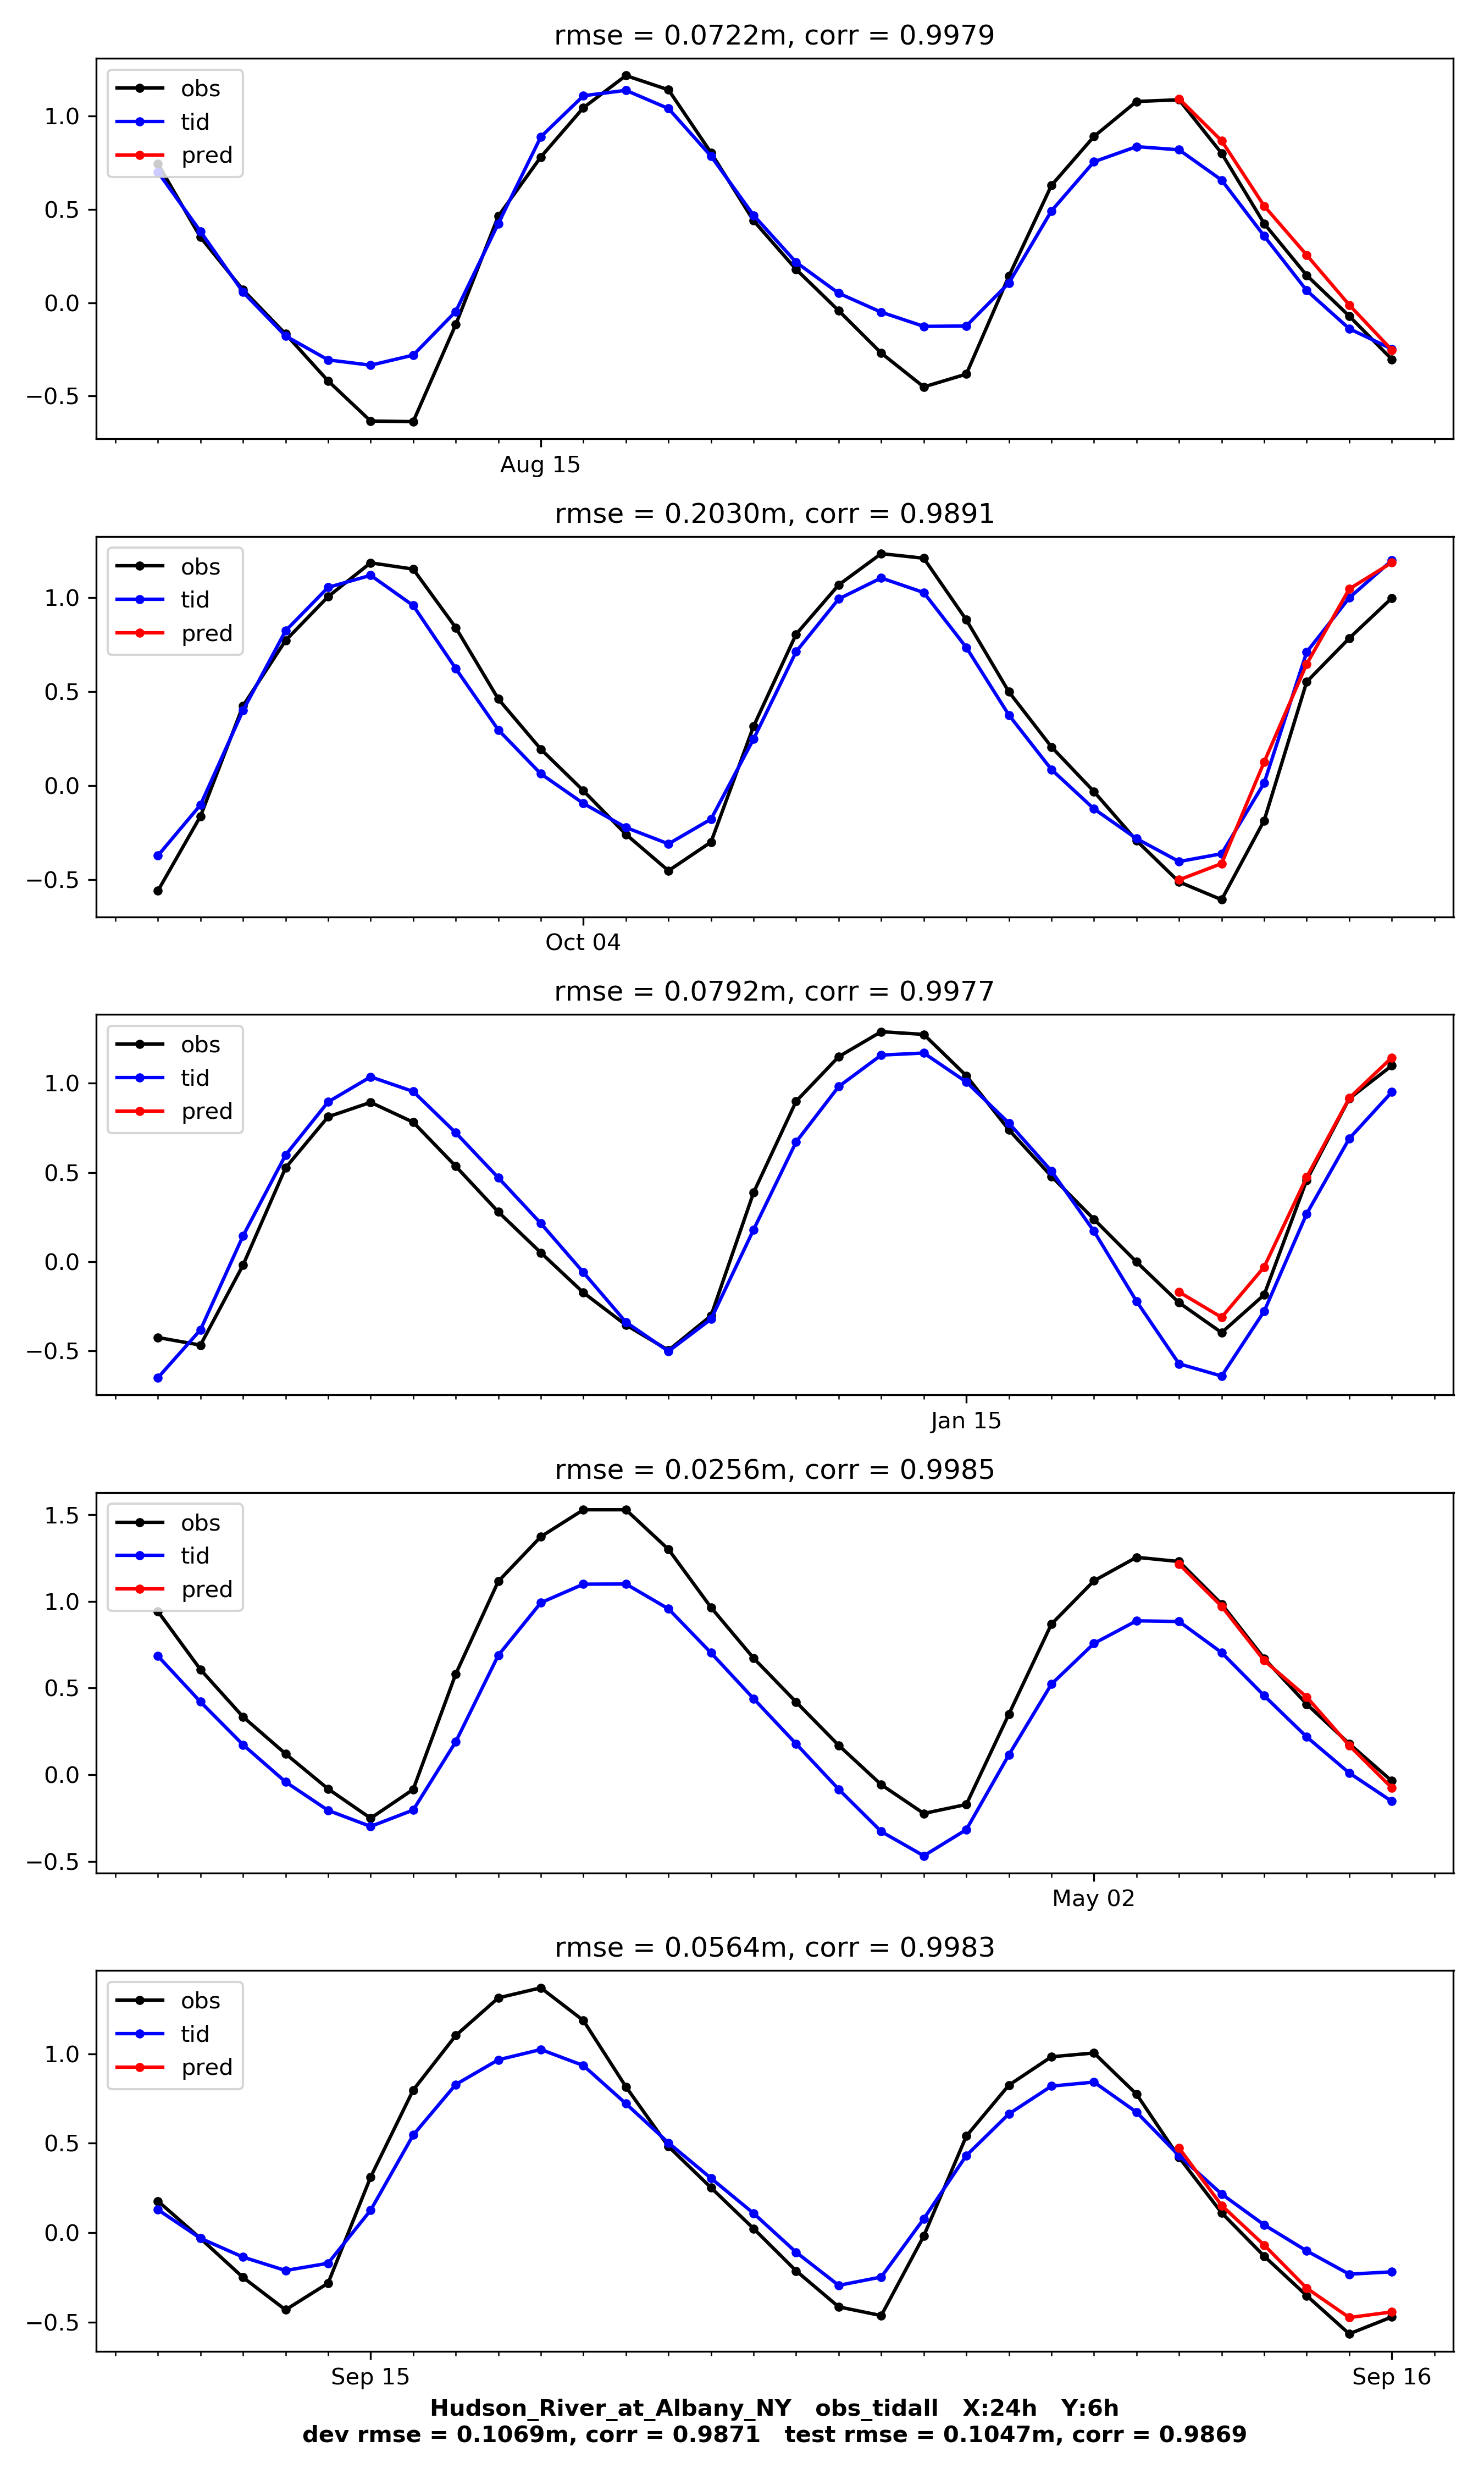 rmse = 0.0722m, corr = 0.9979
obs
tid
pred
1.0
0.5
0.0
−0.5
Aug 15
rmse = 0.2030m, corr = 0.9891
obs
tid
pred
1.0
0.5
0.0
−0.5
Oct 04
rmse = 0.0792m, corr = 0.9977
obs
tid
pred
1.0
0.5
0.0
−0.5
Jan 15
rmse = 0.0256m, corr = 0.9985
obs
tid
pred
1.5
1.0
0.5
0.0
−0.5
May 02
rmse = 0.0564m, corr = 0.9983
obs
tid
pred
1.0
0.5
0.0
−0.5
Sep 15 Sep 16
Hudson_River_at_Albany_NY obs_tidall X:24h Y:6h
dev rmse = 0.1069m, corr = 0.9871 test rmse = 0.1047m, corr = 0.9869